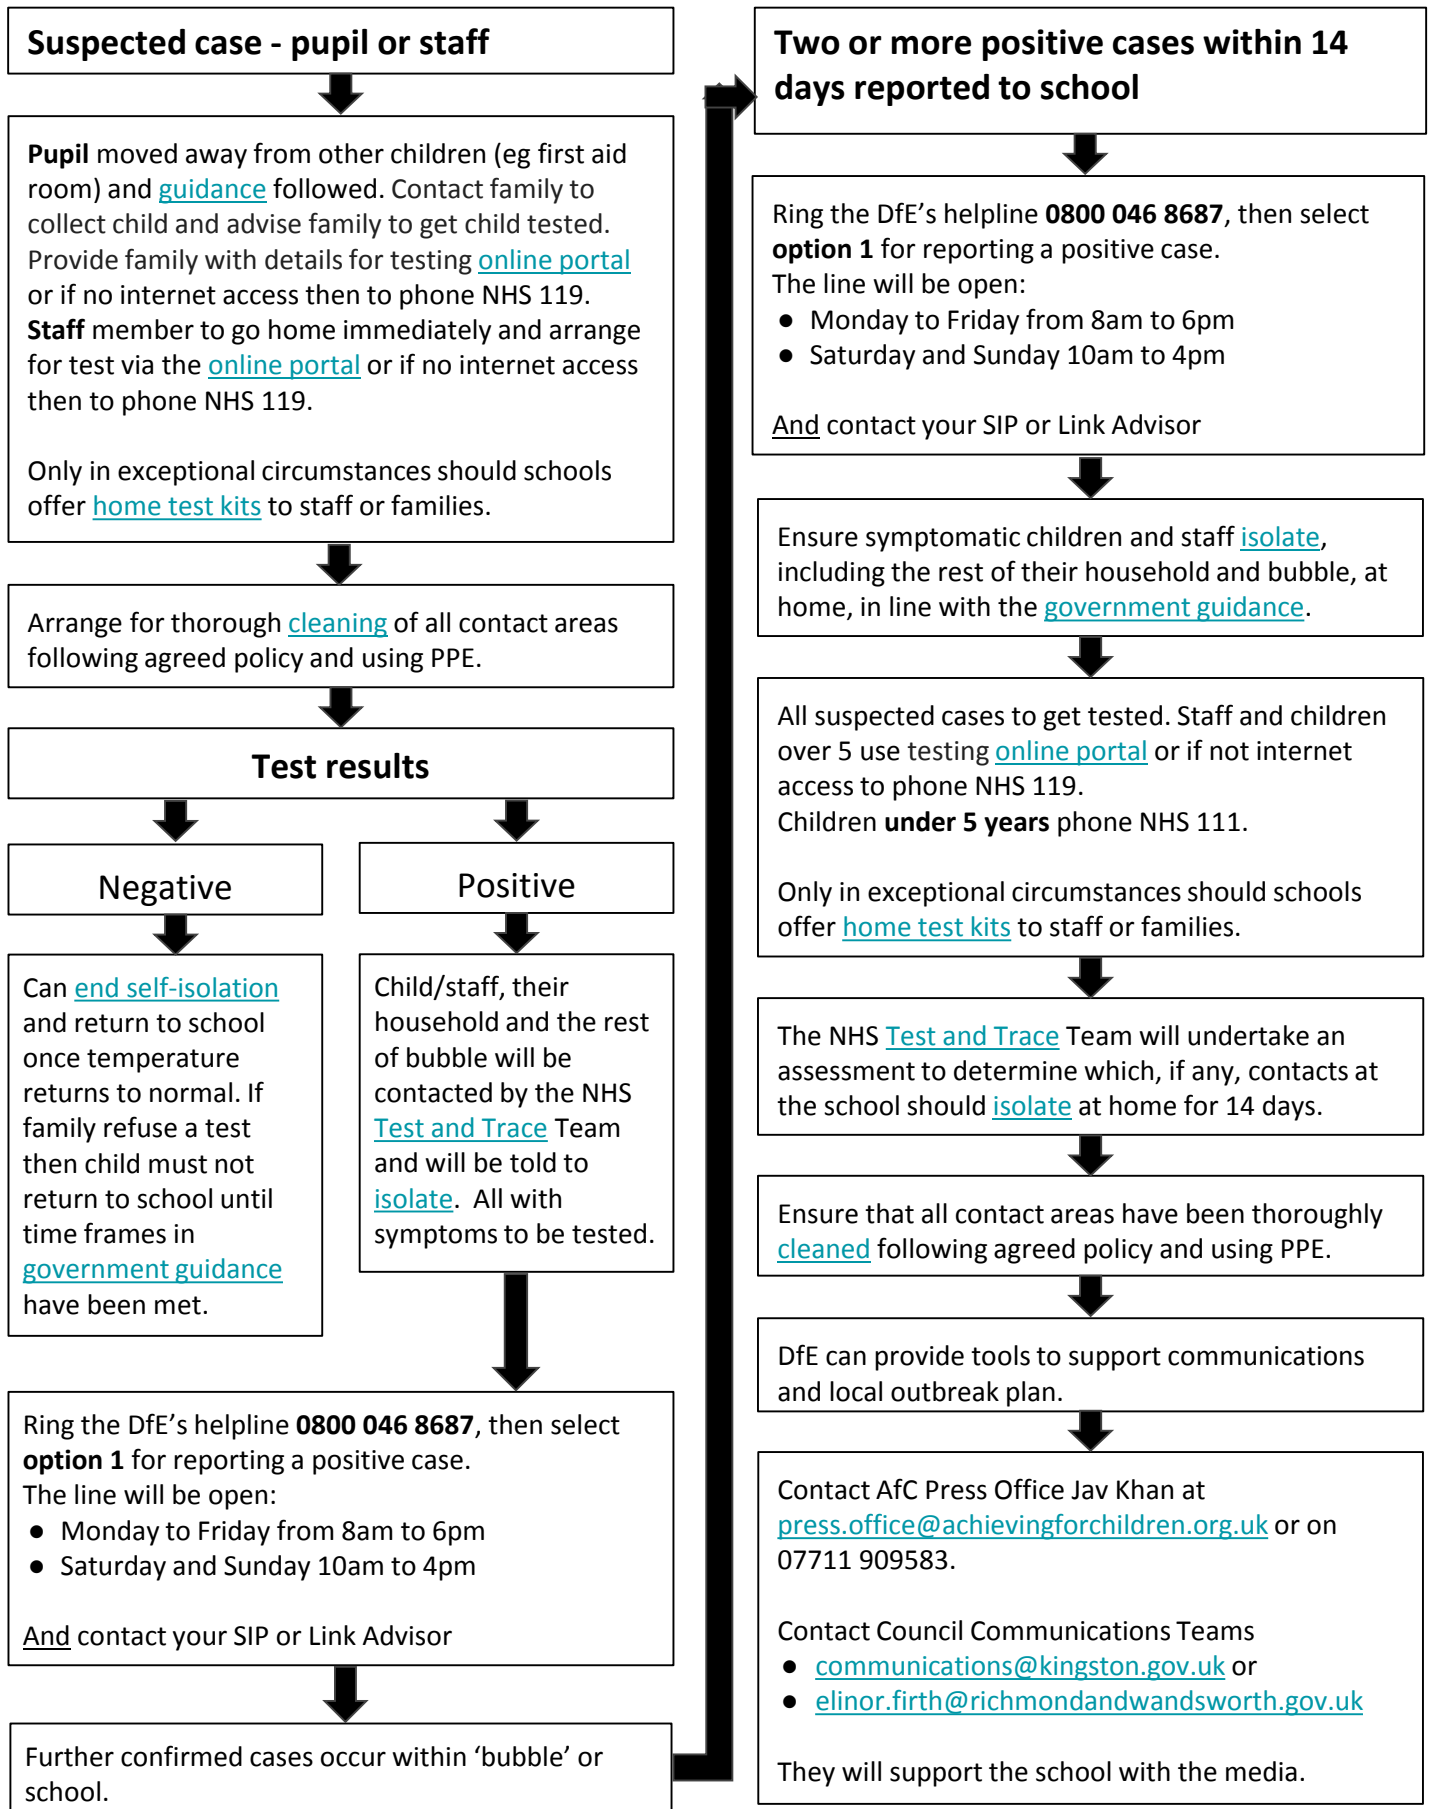 Suspected case - pupil or staff
Pupil moved away from other children (eg first aid
room) and guidance followed. Contact family to
collect child and advise family to get child tested.
Provide family with details for testing online portal
or if no internet access then to phone NHS 119.
Staff member to go home immediately and arrange
for test via the online portal or if no internet access
then to phone NHS 119.
Only in exceptional circumstances should schools
offer home test kits to staff or families.
Arrange for thorough cleaning of all contact areas
following agreed policy and using PPE.
Test results
Negative
Can end self-isolation
and return to school
once temperature
returns to normal. If
family refuse a test
then child must not
return to school until
time frames in
government guidance
have been met.
Positive
Child/staff, their
household and the rest
of bubble will be
contacted by the NHS
Test and Trace Team
and will be told to
isolate.  All with
symptoms to be tested.
Ring the DfE’s helpline 0800 046 8687, then select
option 1 for reporting a positive case.
The line will be open:
● Monday to Friday from 8am to 6pm
● Saturday and Sunday 10am to 4pm
And contact your SIP or Link Advisor
Further confirmed cases occur within ‘bubble’ or
school.
Two or more positive cases within 14
days reported to school
Ring the DfE’s helpline 0800 046 8687, then select
option 1 for reporting a positive case.
The line will be open:
● Monday to Friday from 8am to 6pm
● Saturday and Sunday 10am to 4pm
And contact your SIP or Link Advisor
Ensure symptomatic children and staff isolate,
including the rest of their household and bubble, at
home, in line with the government guidance.
All suspected cases to get tested. Staff and children
over 5 use testing online portal or if not internet
access to phone NHS 119.
Children under 5 years phone NHS 111.
Only in exceptional circumstances should schools
offer home test kits to staff or families.
The NHS Test and Trace Team will undertake an
assessment to determine which, if any, contacts at
the school should isolate at home for 14 days.
Ensure that all contact areas have been thoroughly
cleaned following agreed policy and using PPE.
DfE can provide tools to support communications
and local outbreak plan.
Contact AfC Press Office Jav Khan at
press.office@achievingforchildren.org.uk or on
07711 909583.
Contact Council Communications Teams
● communications@kingston.gov.uk or
● elinor.firth@richmondandwandsworth.gov.uk
They will support the school with the media.